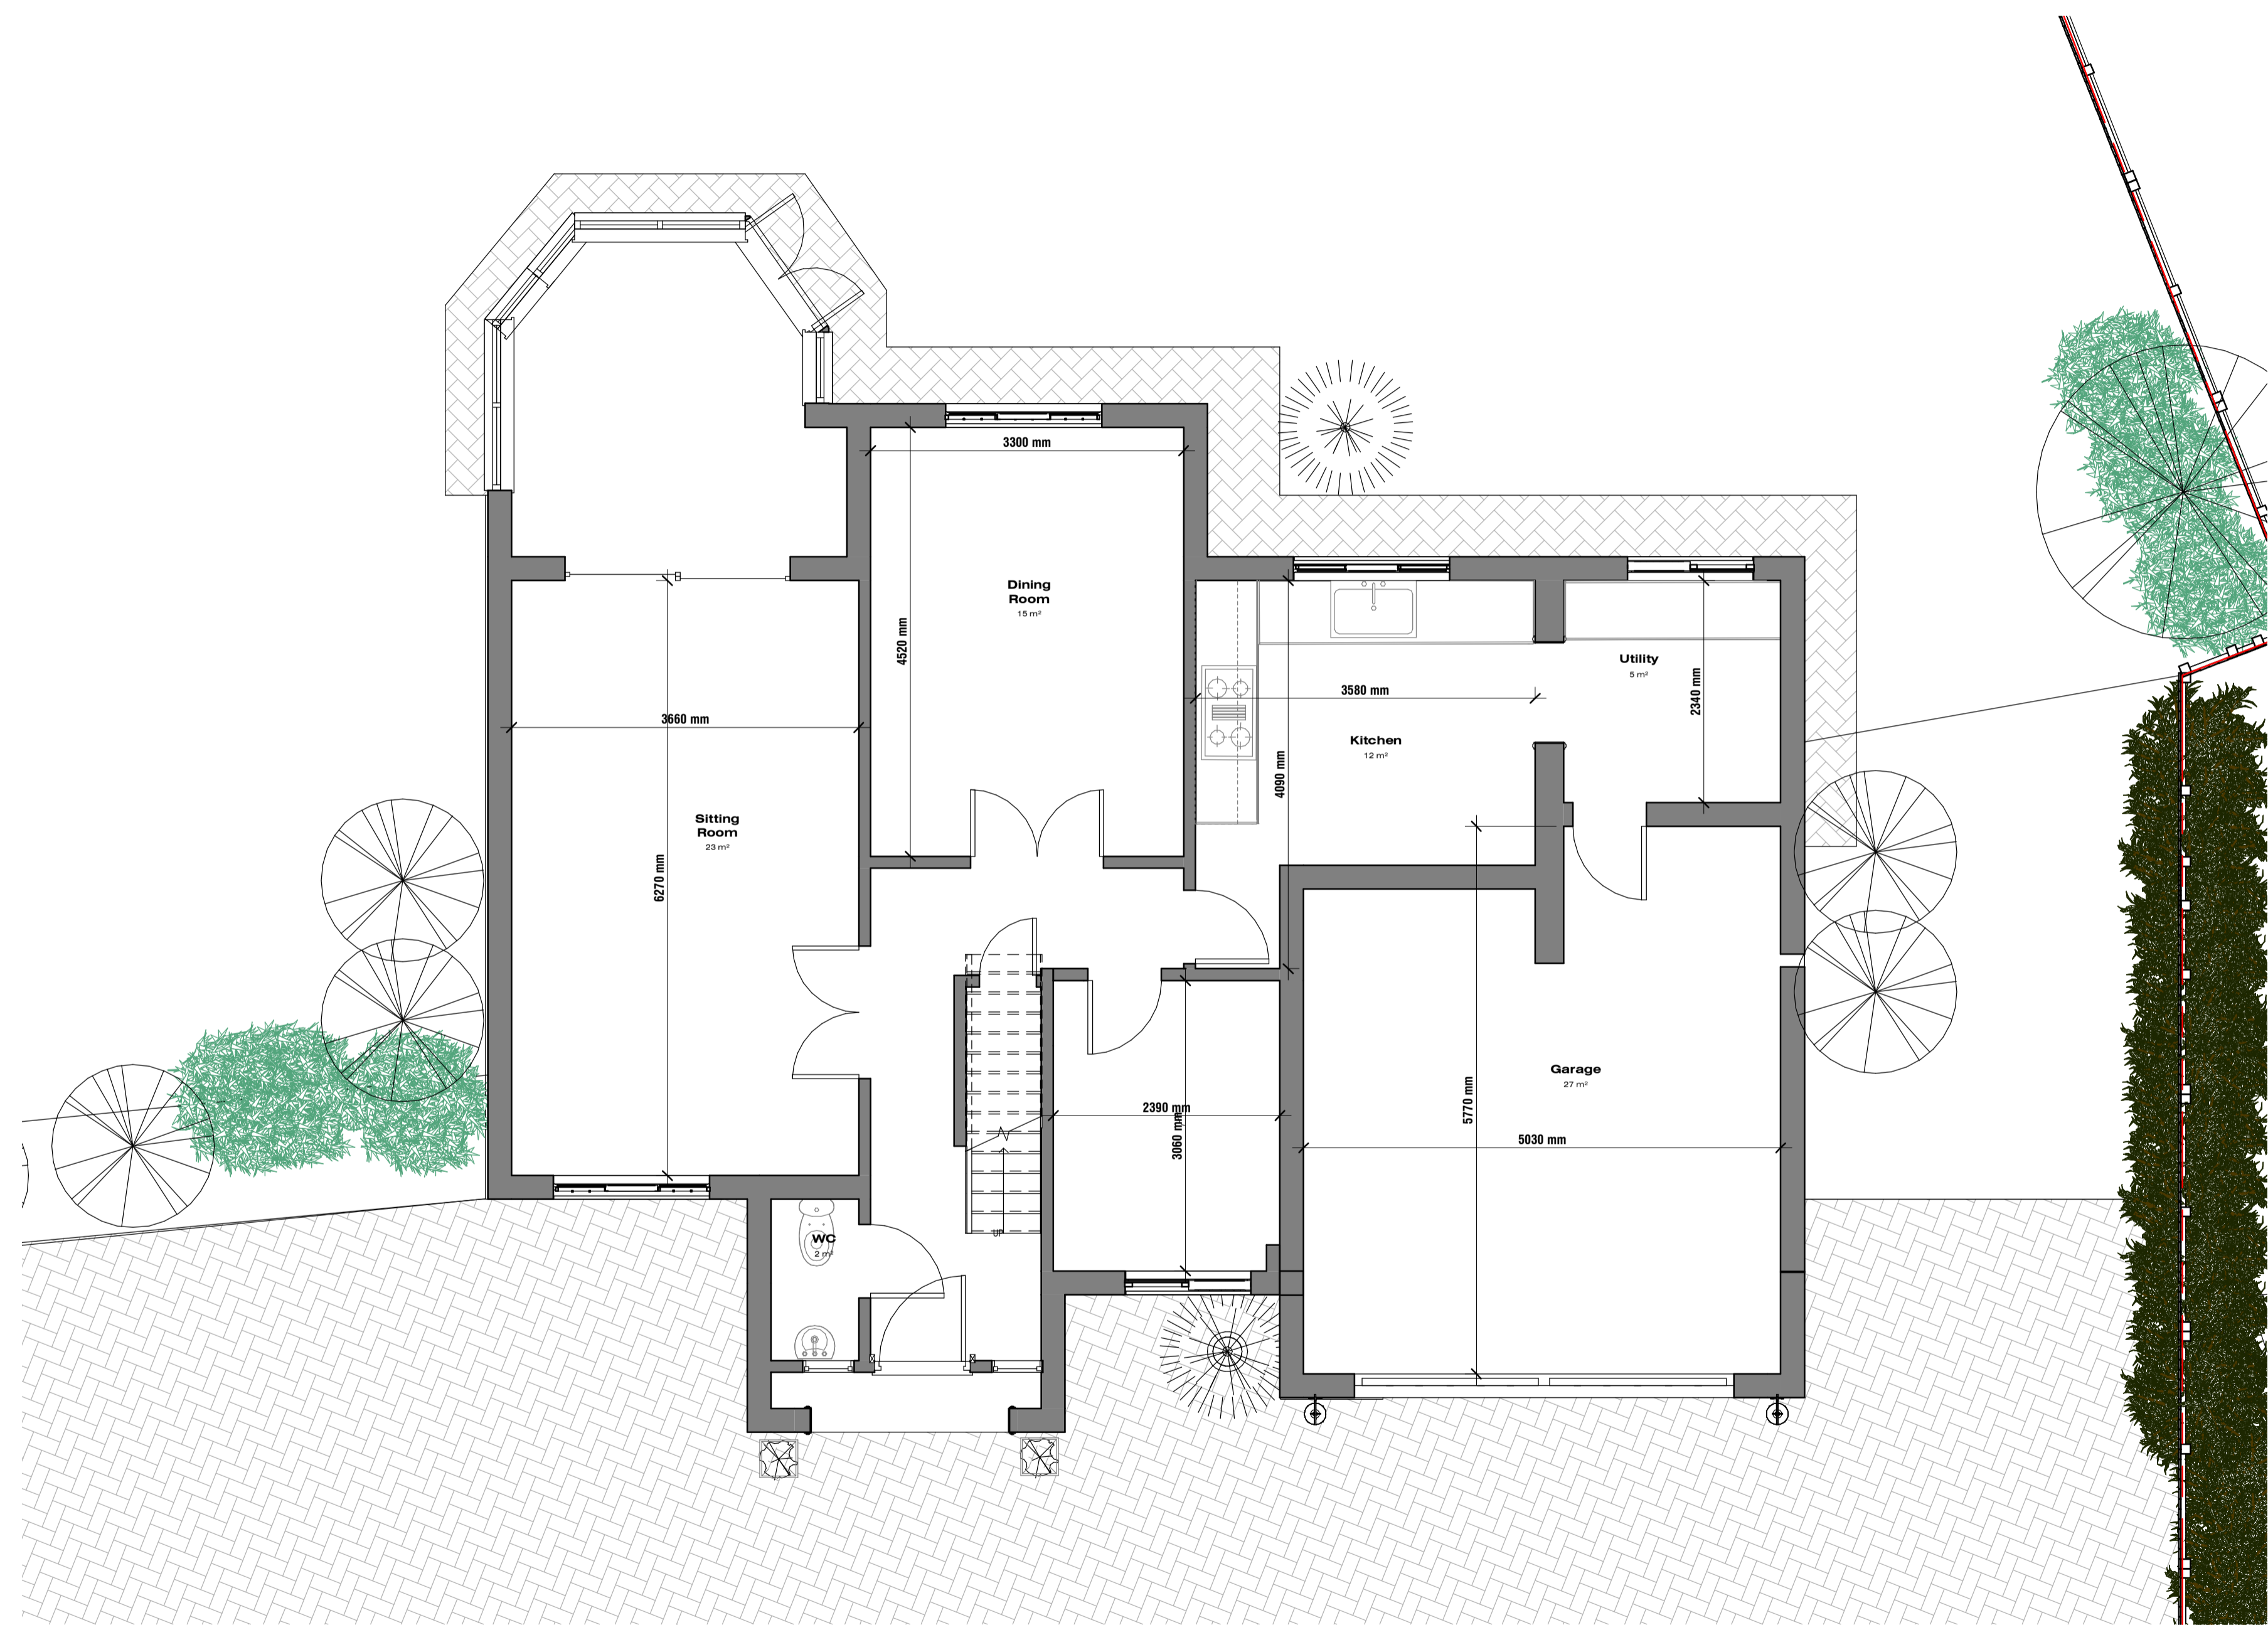 3300 mm
Dining
Room
15 m²
4520 mm
Utility
5 m²
2340 mm
3580 mm
3660 mm
Kitchen
12 m²
4090 mm
Sitting
Room
23 m²
6270 mm
Garage
27 m²
5770 mm
2390 mm
3060 mm
5030 mm
UP
WC
2 m²